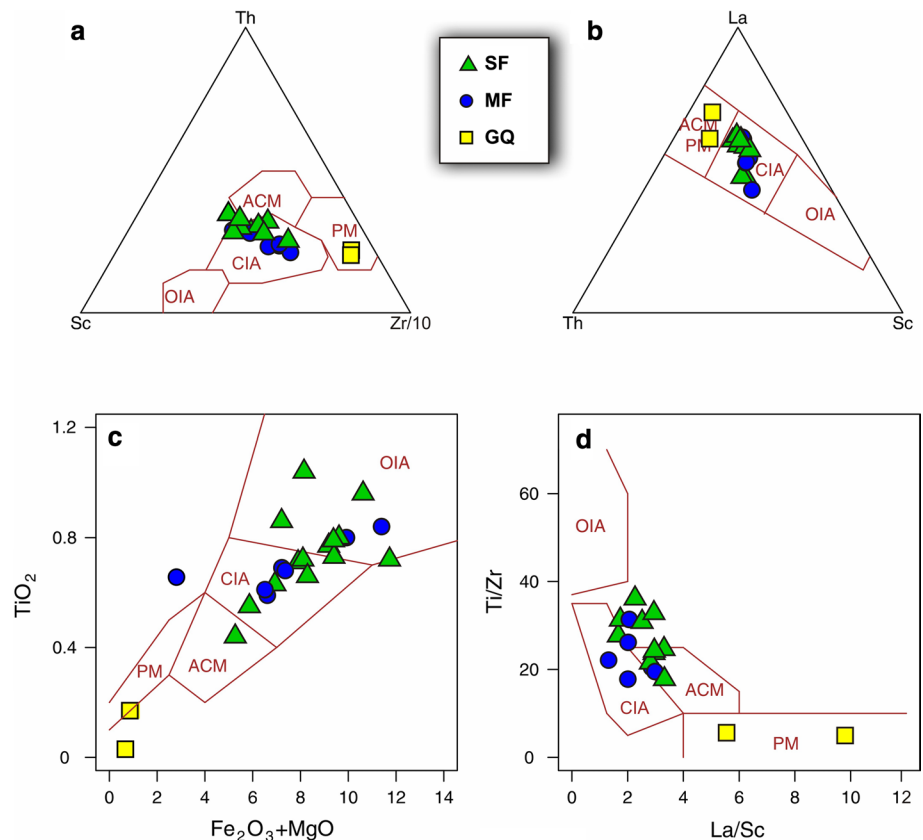 a
Th
ACM
PM
CIA
OIA
Sc
Zr/10
SF
MF
GQ
b
La
ACM
PM
CIA
OIA
Th
Sc
c
1.2
0.8
0.4
0
TiO2
OIA
CIA
PM
ACM
0 2 4 6 8 10 12 14
Fe2O3+MgO
d
60
40
20
0
Ti/Zr
OIA
CIA
ACM
PM
0 2 4 6 8 10 12
La/Sc